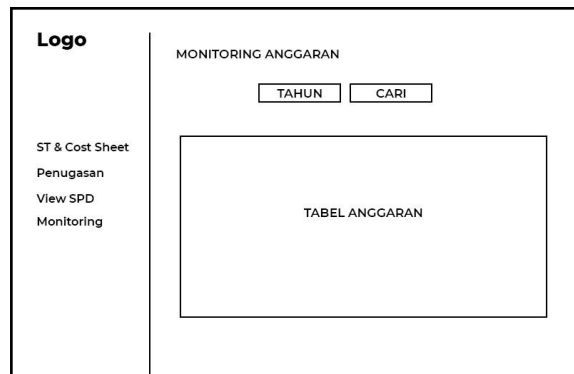 Logo
MONITORING ANGGARAN
TAHUN CARI
ST & Cost Sheet
Penugasan
View SPD
Monitoring
TABEL ANGGARAN